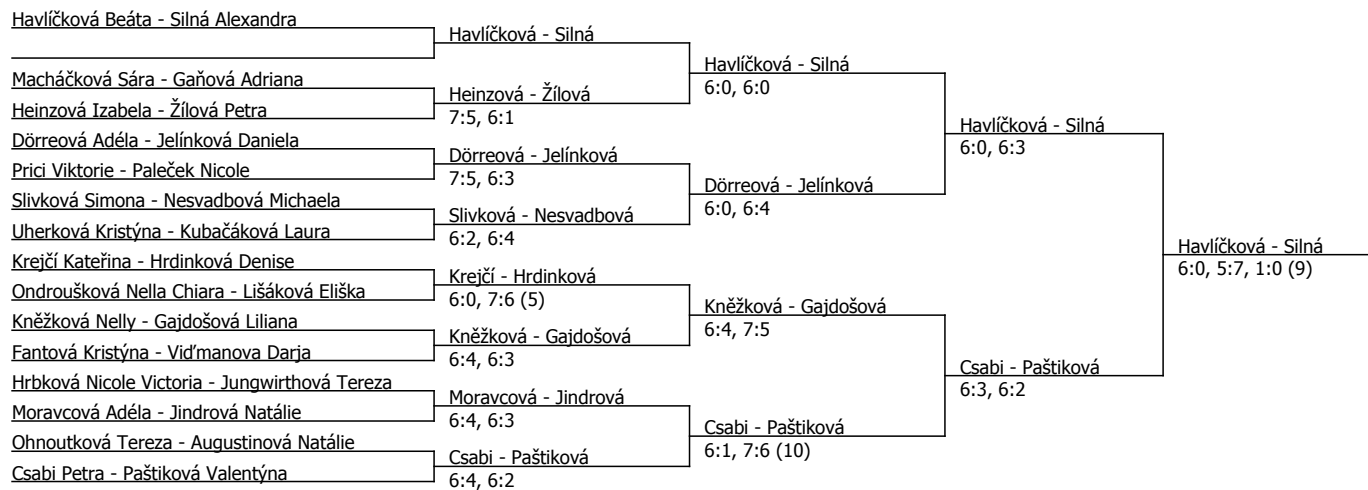 Havlíčková Beáta - Silná Alexandra
Macháčková Sára - Gaňová Adriana
Heinzová Izabela - Žílová Petra
Dörreová Adéla - Jelínková Daniela
Prici Viktorie - Paleček Nicole
Slivková Simona - Nesvadbová Michaela
Uherková Kristýna - Kubačáková Laura
Krejčí Kateřina - Hrdinková Denise
Ondroušková Nella Chiara - Lišáková Eliška
Kněžková Nelly - Gajdošová Liliana
Fantová Kristýna - Viďmanova Darja
Hrbková Nicole Victoria - Jungwirthová Tereza
Moravcová Adéla - Jindrová Natálie
Ohnoutková Tereza - Augustinová Natálie
Csabi Petra - Paštiková Valentýna
Havlíčková - Silná
Heinzová - Žílová
7:5, 6:1
Dörreová - Jelínková
7:5, 6:3
Slivková - Nesvadbová
6:2, 6:4
Krejčí - Hrdinková
6:0, 7:6 (5)
Kněžková - Gajdošová
6:4, 6:3
Moravcová - Jindrová
6:4, 6:3
Csabi - Paštiková
6:4, 6:2
Havlíčková - Silná
6:0, 6:0
Dörreová - Jelínková
6:0, 6:4
Kněžková - Gajdošová
6:4, 7:5
Csabi - Paštiková
6:1, 7:6 (10)
Havlíčková - Silná
6:0, 6:3
Csabi - Paštiková
6:3, 6:2
Havlíčková - Silná
6:0, 5:7, 1:0 (9)